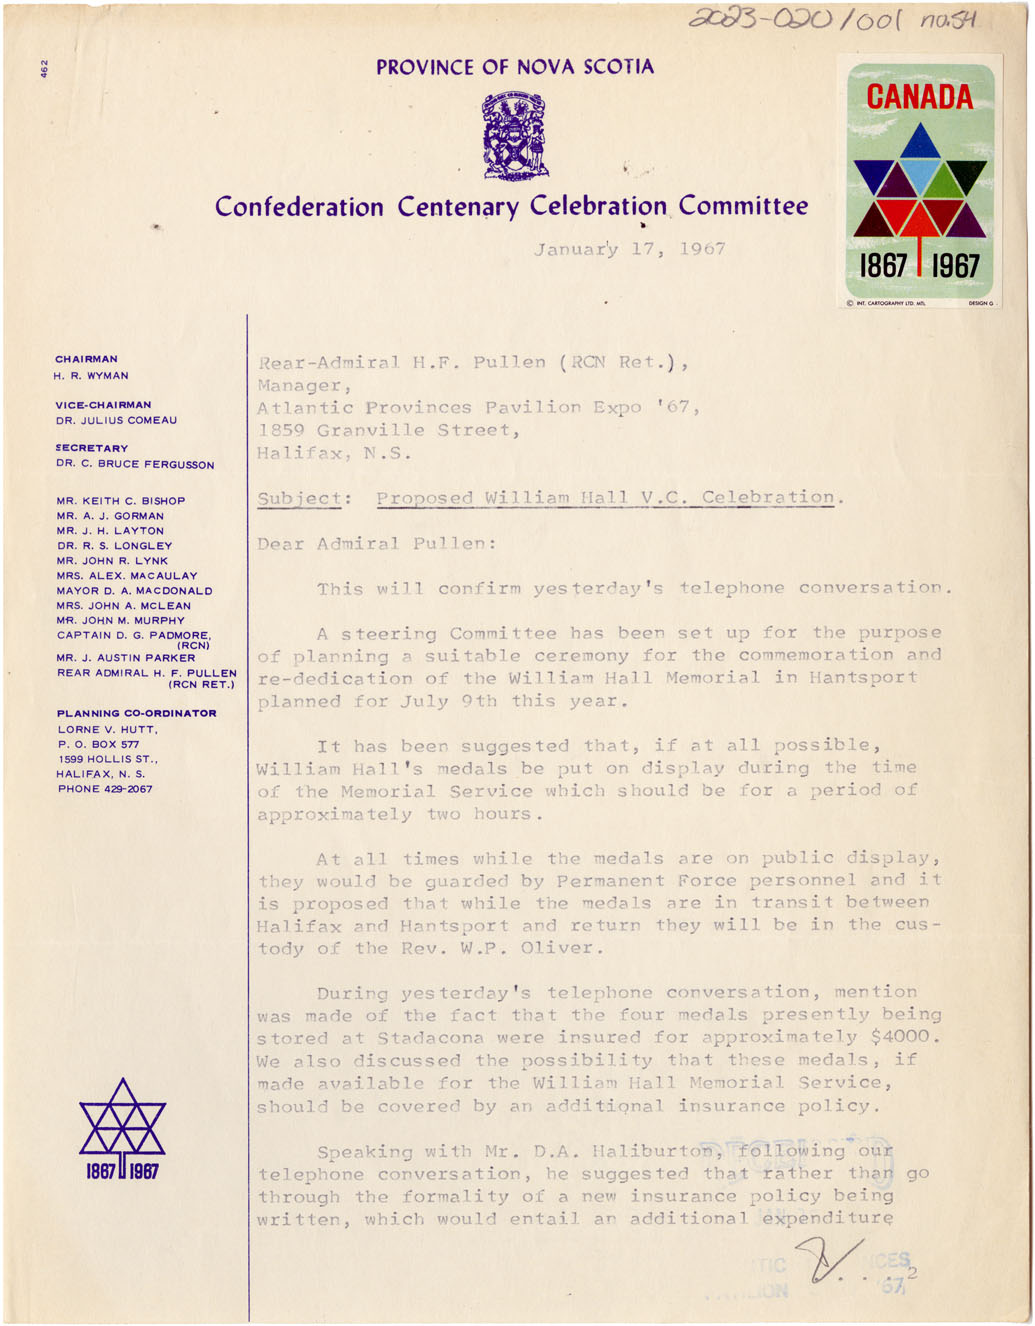 2023-020/001 no.54
462
PROVINCE OF NOVA SCOTIA
Confederation Centenary Celebration Committee
CANADA
1867 1967
© INT. CARTOGRAPHY LTD. MTL DESIGN G
January 17, 1967
CHAIRMAN
H. R. WYMAN
VICE-CHAIRMAN
DR. JULIUS COMEAU
SECRETARY
DR. C. BRUCE FERGUSSON
MR. KEITH C. BISHOP
MR. A. J. GORMAN
MR. J. H. LAYTON
DR. R. S. LONGLEY
MR. JOHN R. LYNK
MRS. ALEX. MACAULAY
MAYOR D. A. MACDONALD
MRS. JOHN A. MCLEAN
MR. JOHN M. MURPHY
CAPTAIN D. G. PADMORE,
(RCN)
MR. J. AUSTIN PARKER
REAR ADMIRAL H. F. PULLEN
(RCN RET.)
PLANNING CO-ORDINATOR
LORNE V. HUTT,
P. O. BOX 577
1599 HOLLIS ST.,
HALIFAX, N. S.
PHONE 429-2067
1867 1967
Rear-Admiral H.F. Pullen (RCN Ret.),
Manager,
Atlantic Provinces Pavilion Expo '67,
1859 Granville Street,
Halifax, N.S.
Subject: Proposed William Hall V.C. Celebration.
Dear Admiral Pullen:
This will confirm yesterday's telephone conversation.
A steering Committee has been set up for the purpose
of planning a suitable ceremony for the commemoration and
re-dedication of the William Hall Memorial in Hantsport
planned for July 9th this year.
It has been suggested that, if at all possible,
William Hall's medals be put on display during the time
of the Memorial Service which should be for a period of
approximately two hours.
At all times while the medals are on public display,
they would be guarded by Permanent Force personnel and it
is proposed that while the medals are in transit between
Halifax and Hantsport and return they will be in the cus-
tody of the Rev. W.P. Oliver.
During yesterday's telephone conversation, mention
was made of the fact that the four medals presently being
stored at Stadacona were insured for approximately $4000.
We also discussed the possibility that these medals, if
made available for the William Hall Memorial Service,
should be covered by an additional insurance policy.
Speaking with Mr. D.A. Haliburton, following our
telephone conversation, he suggested that rather than go
through the formality of a new insurance policy being
written, which would entail an additional expenditure
. . . 2